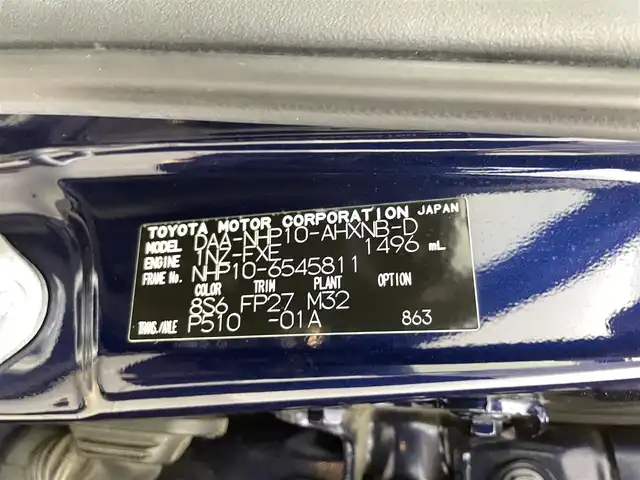 TOYOTA MOTOR CORPORATION JAPAN
MODEL DAA-NHP10-AHXNB-D
ENGINE 1NZ-FXE 1496 mL
FRAME No. NHP10-6545811
COLOR TRIM PLANT OPTION
8S6 FP27 M32
TRANS./AXLE P510 -01A 863